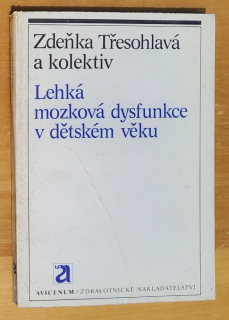 Zdeňka Třesohlavá
a kolektiv
Lehká
mozková dysfunkce
v dětském věku
a
AVICENUM/ZDRAVOTNICKÉ NAKLADATELSTVÍ